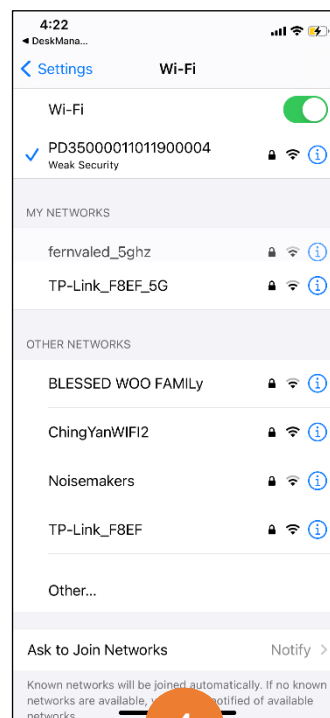 4:22
◀ DeskMana...
Settings
Wi-Fi
Wi-Fi
PD35000011011900004
Weak Security
MY NETWORKS
fernvaled_5ghz
TP-Link_F8EF_5G
OTHER NETWORKS
BLESSED WOO FAMILy
ChingYanWIFI2
Noisemakers
TP-Link_F8EF
Other...
Ask to Join Networks Notify
Known networks will be joined automatically. If no known
networks are available, notified of available
networks.